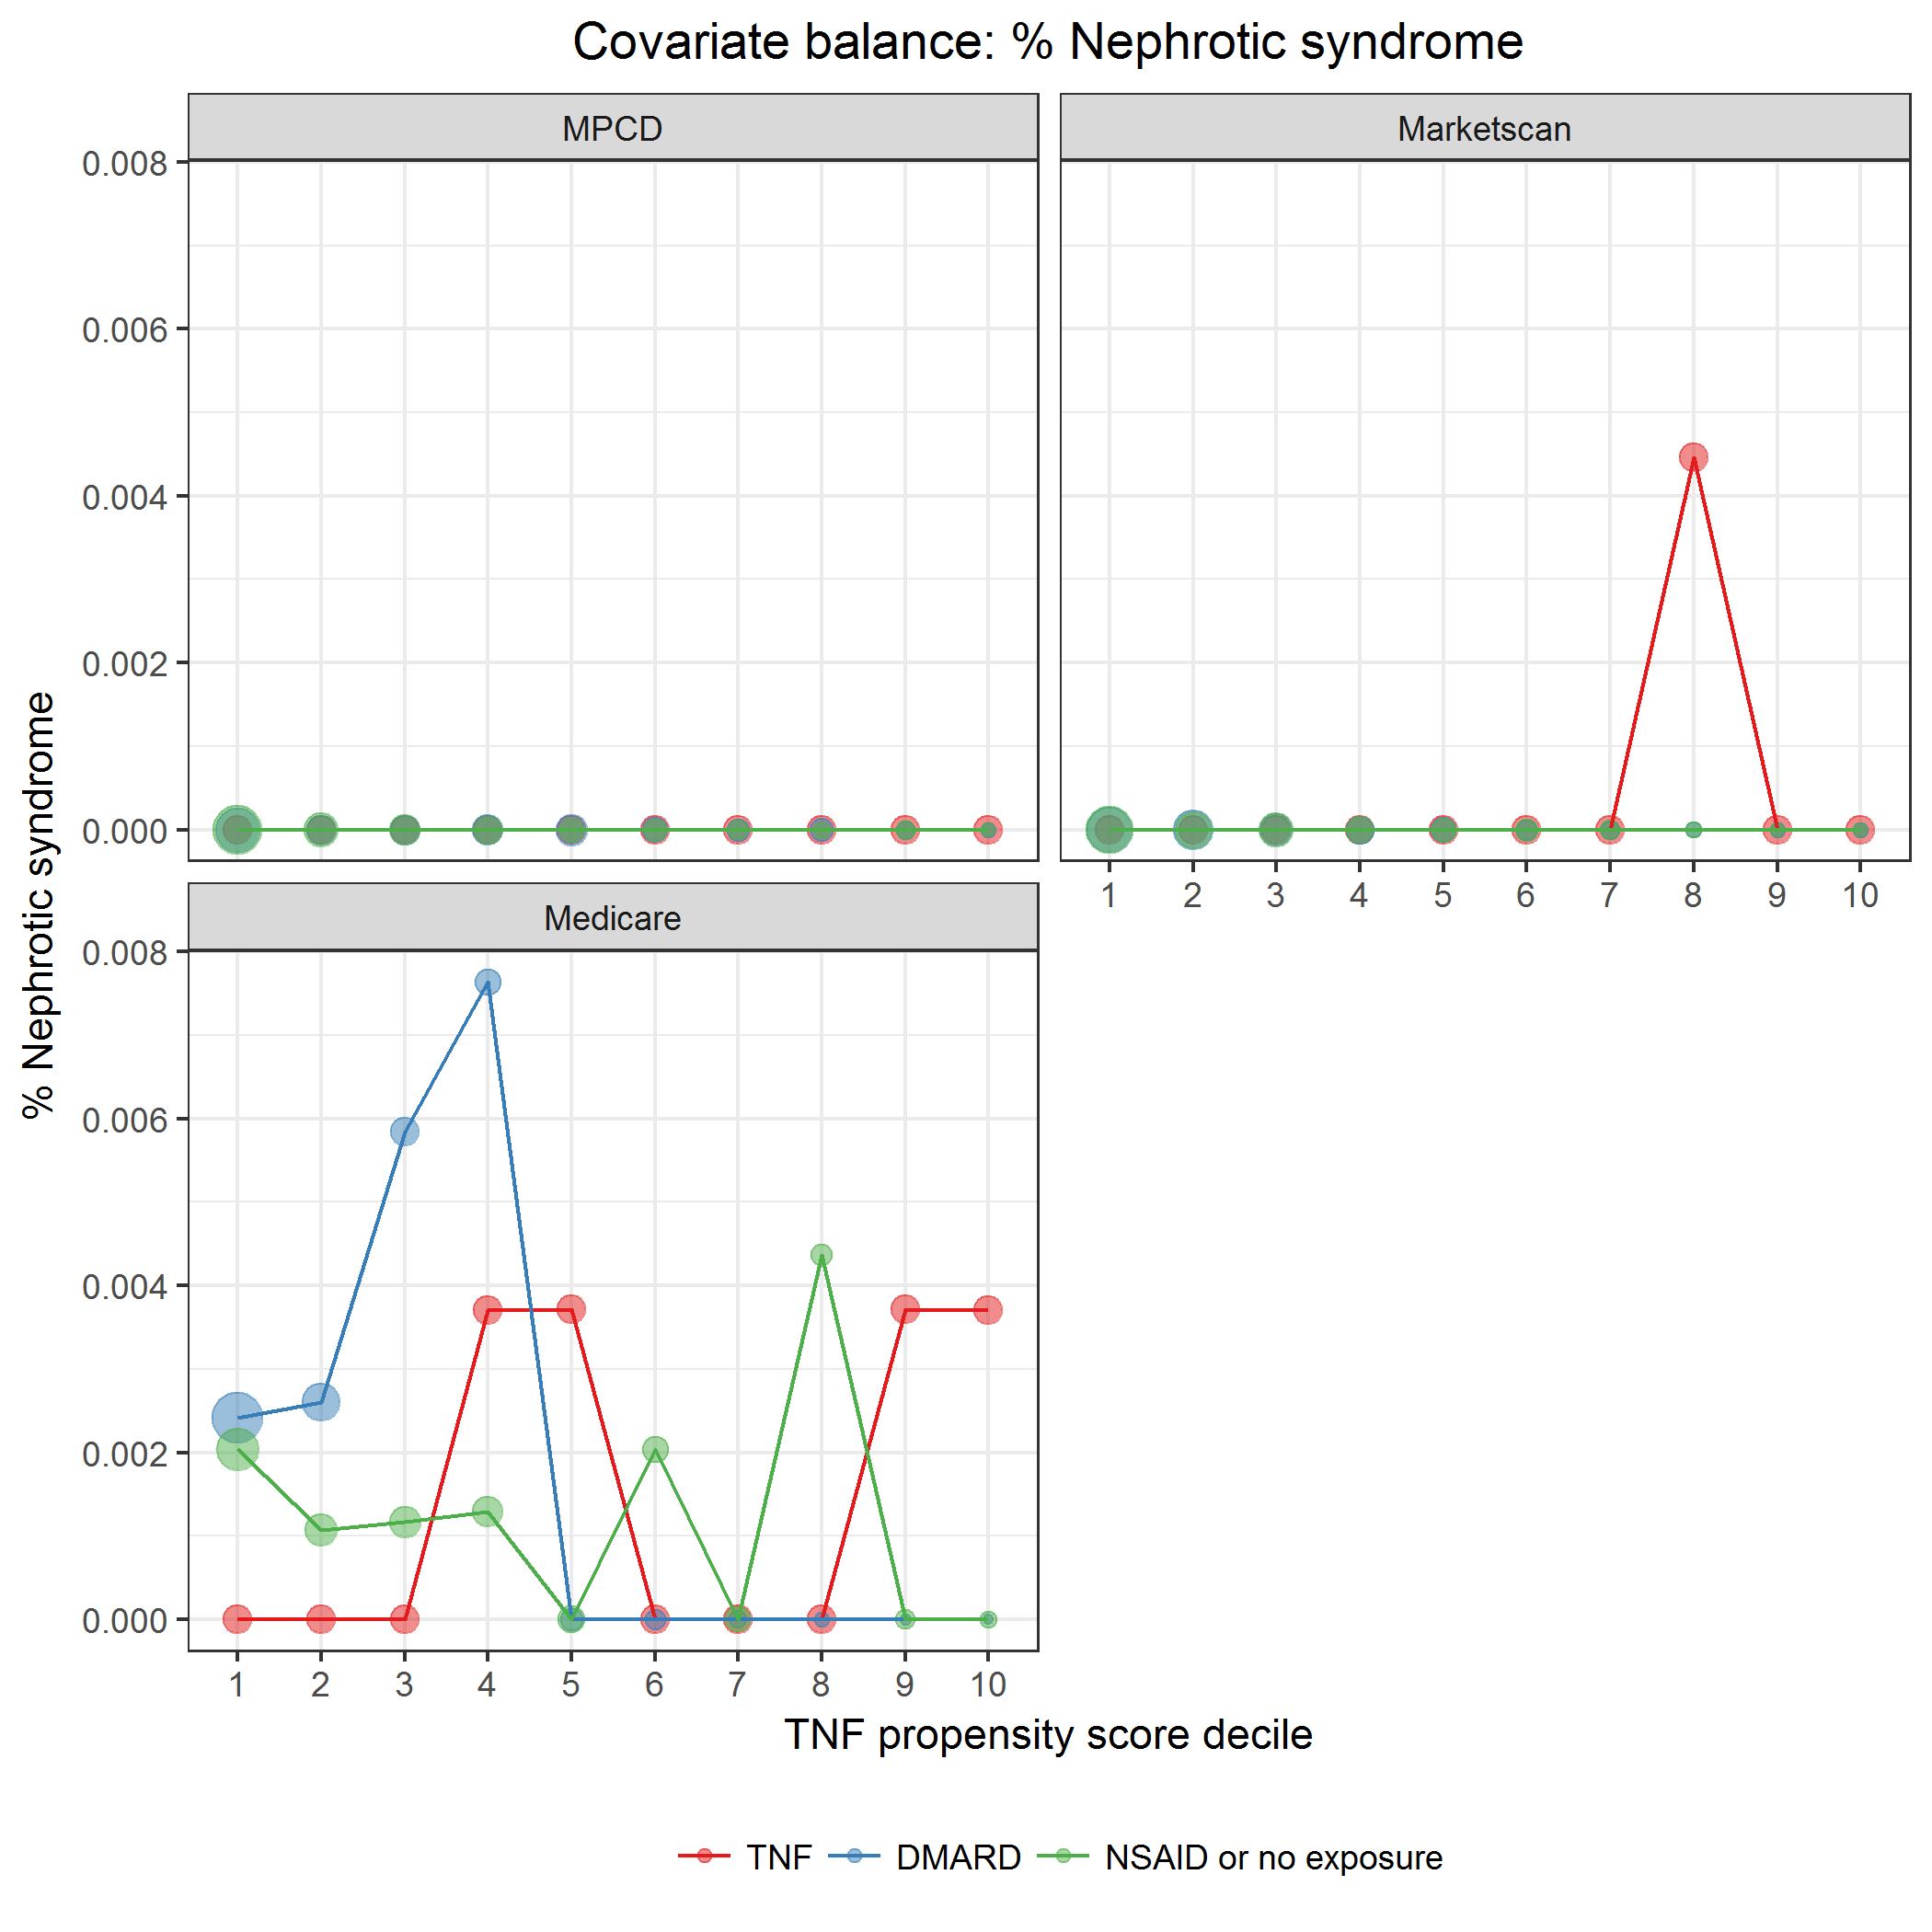 Covariate balance: % Nephrotic syndrome
MPCD
Marketscan
0.008
0.006
0.004
0.002
0.000
1 2 3 4 5 6 7 8 9 10
Medicare
0.008
0.006
0.004
0.002
0.000
1 2 3 4 5 6 7 8 9 10
% Nephrotic syndrome
TNF propensity score decile
TNF DMARD NSAID or no exposure